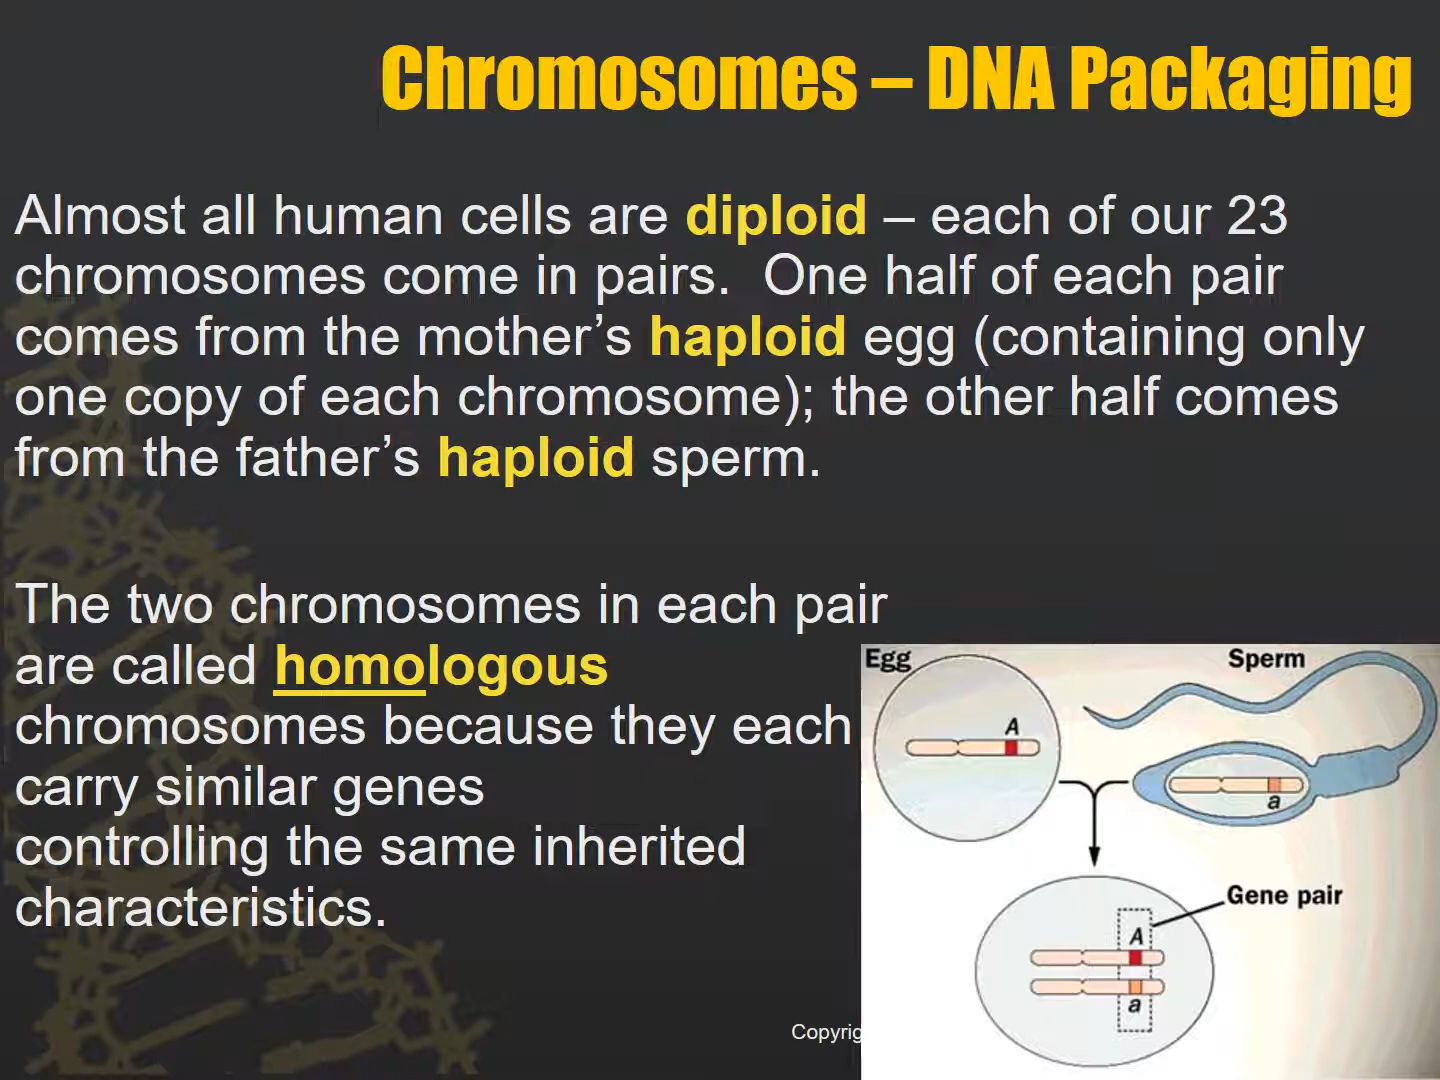 Chromosomes – DNA Packaging
Almost all human cells are diploid – each of our 23
chromosomes come in pairs.  One half of each pair
comes from the mother’s haploid egg (containing only
one copy of each chromosome); the other half comes
from the father’s haploid sperm.
The two chromosomes in each pair
are called homologous
chromosomes because they each
carry similar genes
controlling the same inherited
characteristics.
Egg
Sperm
A
a
Gene pair
A
a